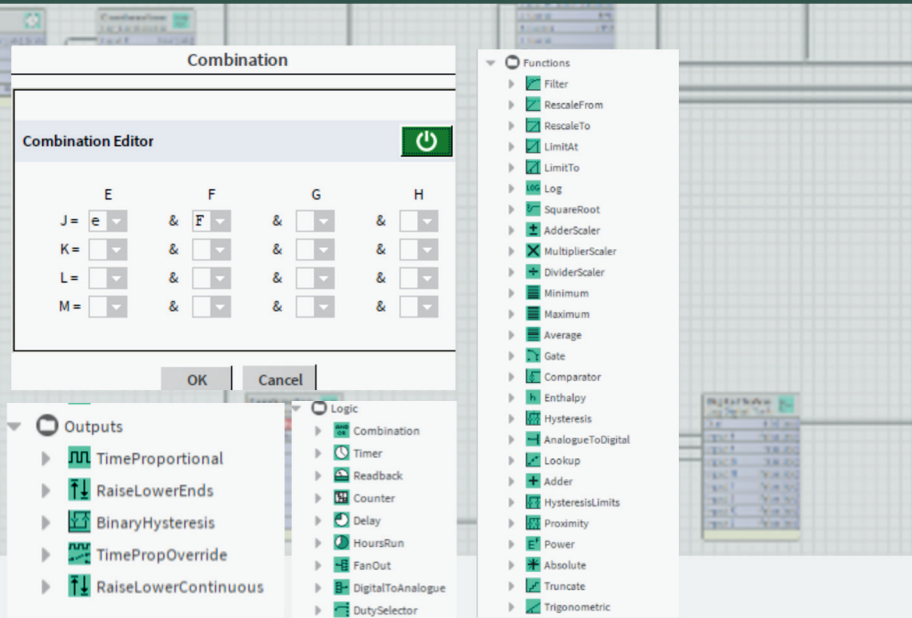 Combination
Combination Editor
E F G H
J= e & F & &
K= & & &
L= & & &
M= & & &
OK Cancel
Outputs
TimeProportional
RaiseLowerEnds
BinaryHysteresis
TimePropOverride
RaiseLowerContinuous
Logic
Combination
Timer
Readback
Counter
Delay
HoursRun
FanOut
DigitalToAnalogue
DutySelector
Functions
Filter
RescaleFrom
RescaleTo
LimitAt
LimitTo
LOG Log
SquareRoot
AdderScaler
MultiplierScaler
DividerScaler
Minimum
Maximum
Average
Gate
Comparator
h Enthalpy
Hysteresis
AnalogueToDigital
Lookup
Adder
HysteresisLimits
Proximity
Power
Absolute
Truncate
Trigonometric